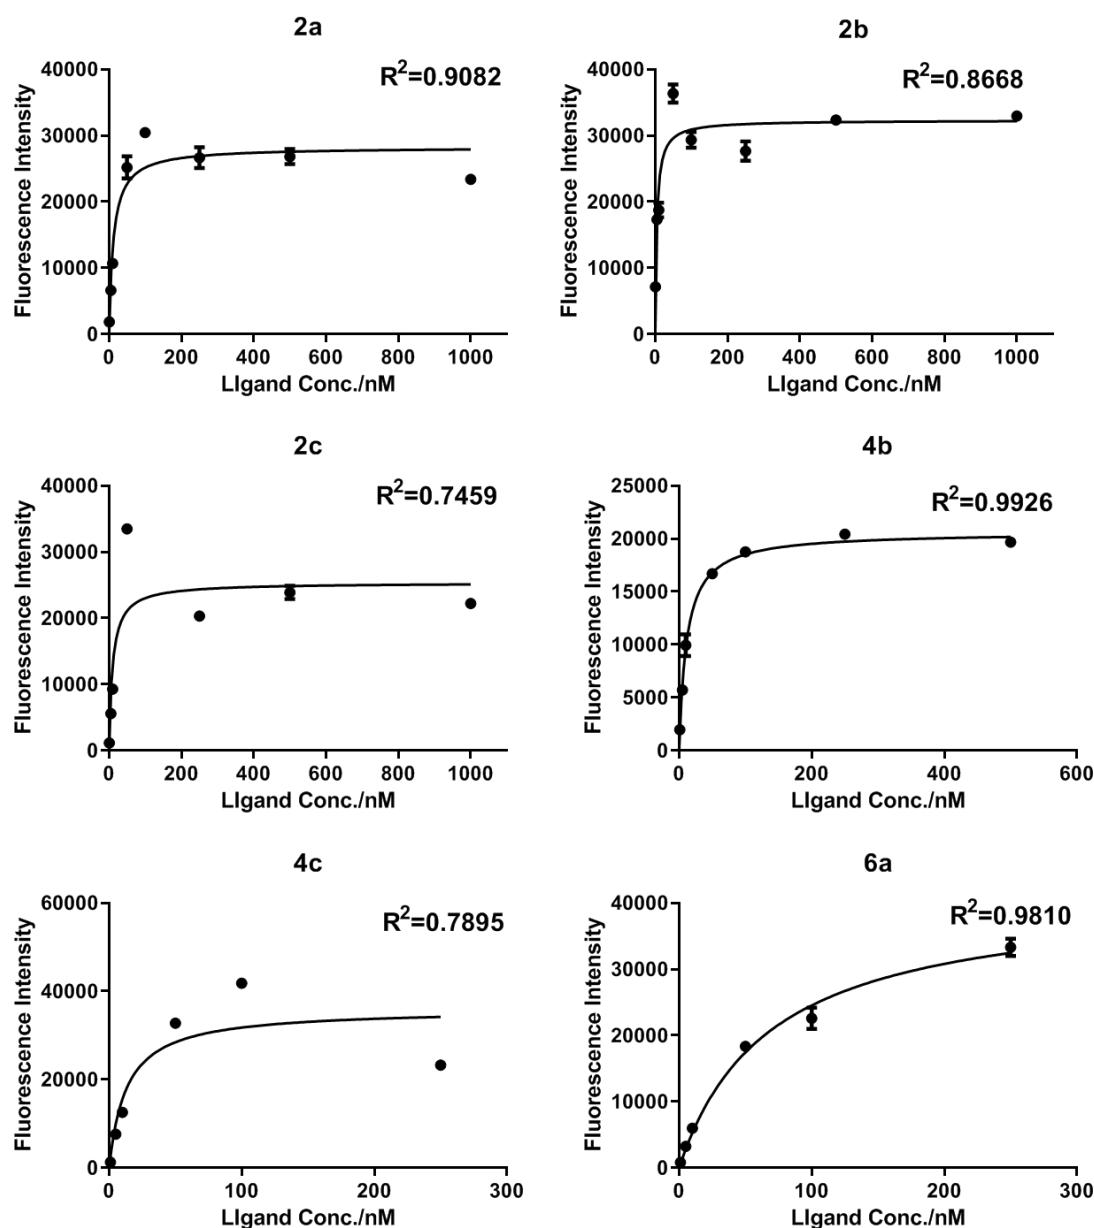 2a
R²=0.9082
Fluorescence Intensity
40000
30000
20000
10000
0
0 200 400 600 800 1000
LIgand Conc./nM
2b
R²=0.8668
Fluorescence Intensity
40000
30000
20000
10000
0
0 200 400 600 800 1000
LIgand Conc./nM
2c
R²=0.7459
Fluorescence Intensity
40000
30000
20000
10000
0
0 200 400 600 800 1000
LIgand Conc./nM
4b
R²=0.9926
Fluorescence Intensity
25000
20000
15000
10000
5000
0
0 200 400 600
LIgand Conc./nM
4c
R²=0.7895
Fluorescence Intensity
60000
40000
20000
0
0 100 200 300
LIgand Conc./nM
6a
R²=0.9810
Fluorescence Intensity
40000
30000
20000
10000
0
0 100 200 300
LIgand Conc./nM